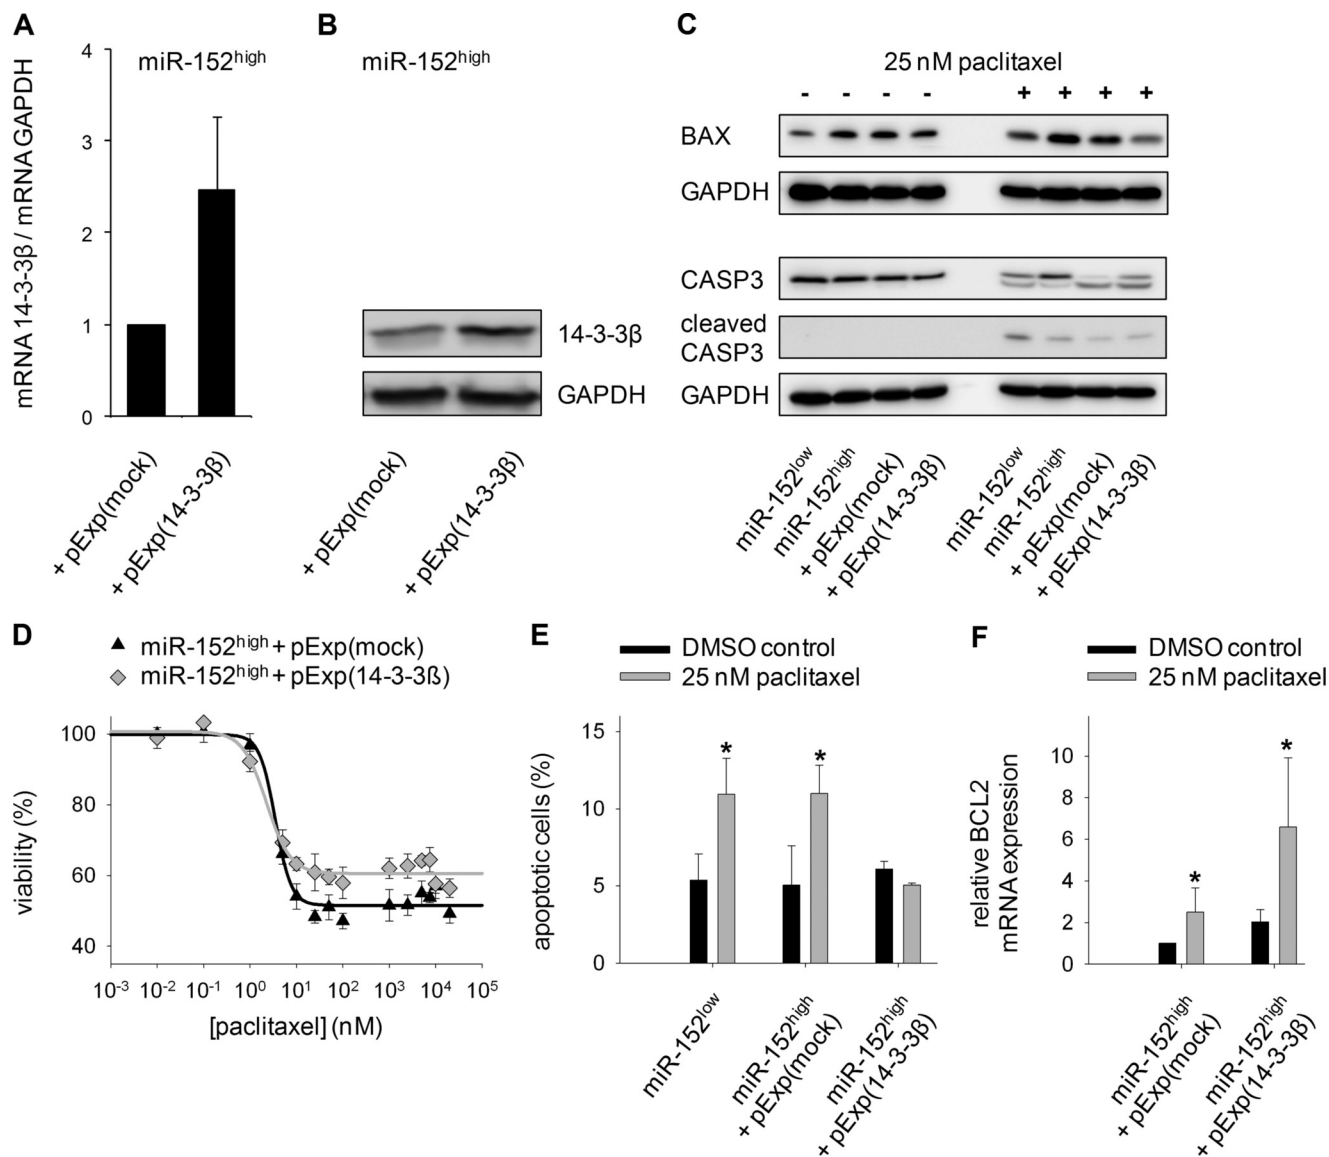 A
miR-152high
mRNA 14-3-3β / mRNA GAPDH
4
3
2
1
0
+ pExp(mock)
+ pExp(14-3-3β)
B
miR-152high
14-3-3β
GAPDH
+ pExp(mock)
+ pExp(14-3-3β)
C
25 nM paclitaxel
- - - - + + + +
BAX
GAPDH
CASP3
cleaved
CASP3
GAPDH
miR-152low
miR-152high
+ pExp(mock)
+ pExp(14-3-3β)
miR-152low
miR-152high
+ pExp(mock)
+ pExp(14-3-3β)
D
miR-152high + pExp(mock)
miR-152high + pExp(14-3-3ß)
viability (%)
100
80
60
40
10-3 10-2 10-1 100 101 102 103 104 105
[paclitaxel] (nM)
E
DMSO control
25 nM paclitaxel
apoptotic cells (%)
15
10
5
0
* *
miR-152low
miR-152high
+ pExp(mock)
miR-152high
+ pExp(14-3-3β)
F
DMSO control
25 nM paclitaxel
relative BCL2
mRNA expression
10
8
6
4
2
0
* *
miR-152high
+ pExp(mock)
miR-152high
+ pExp(14-3-3β)